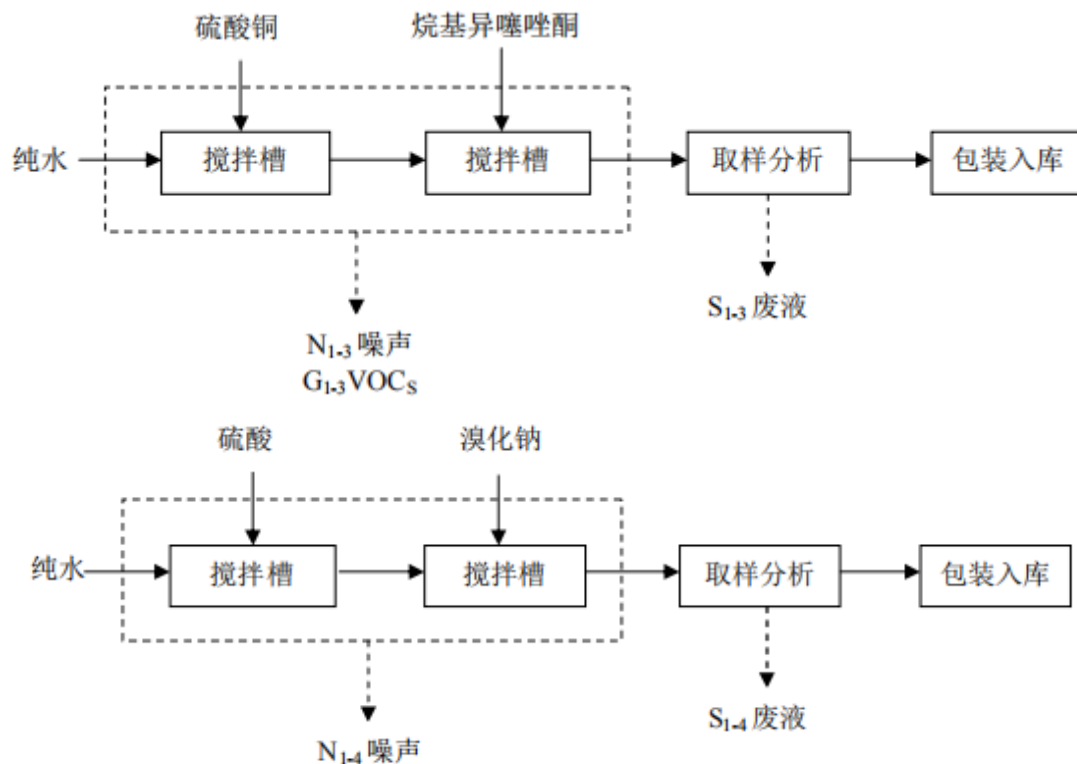 硫酸铜
烷基异噻唑酮
纯水
搅拌槽
搅拌槽
取样分析
包装入库
S₁₋₃ 废液
N₁₋₃ 噪声
G₁₋₃VOCₛ
硫酸
溴化钠
纯水
搅拌槽
搅拌槽
取样分析
包装入库
S₁₋₄ 废液
N₁₋₄ 噪声